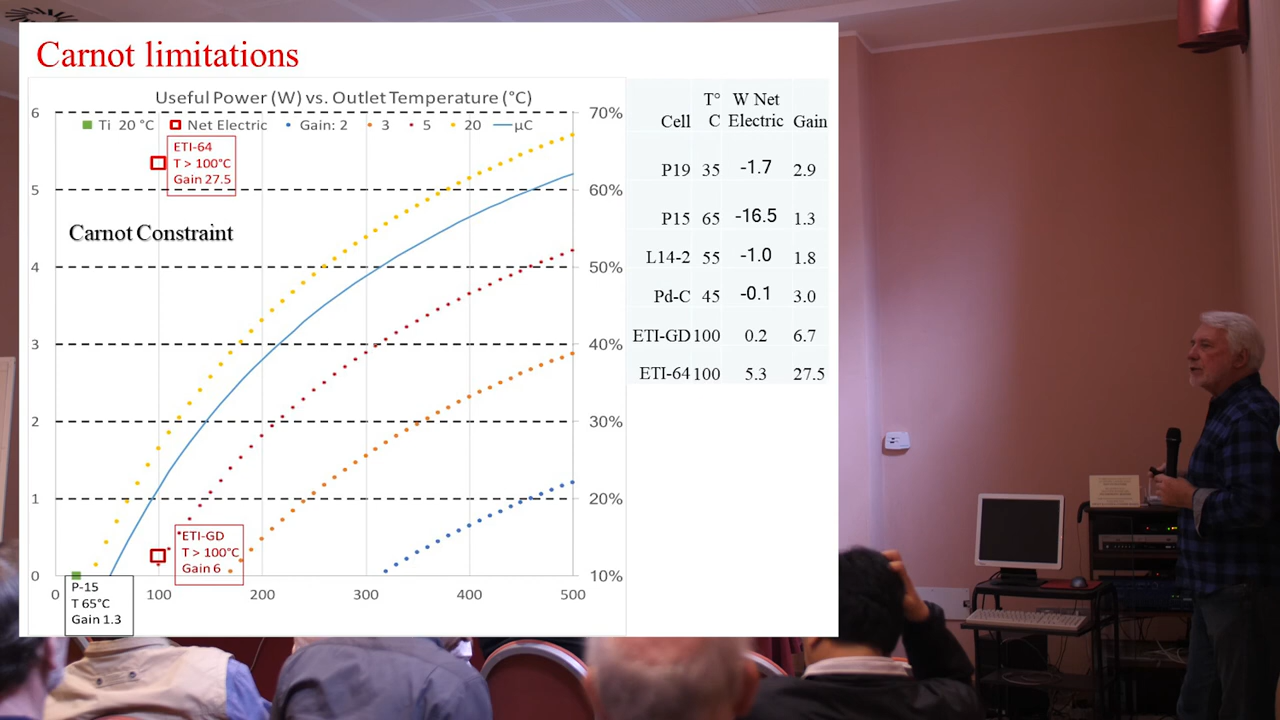 Carnot limitations
Useful Power (W) vs. Outlet Temperature (°C)
Ti 20 °C Net Electric Gain: 2 3 5 20 µC
6
5
4
3
2
1
0
70%
60%
50%
40%
30%
20%
10%
0 100 200 300 400 500
ETI-64
T > 100°C
Gain 27.5
Carnot Constraint
ETI-GD
T > 100°C
Gain 6
P-15
T 65°C
Gain 1.3
T° W Net
Cell C Electric Gain
P19 35 -1.7 2.9
P15 65 -16.5 1.3
L14-2 55 -1.0 1.8
Pd-C 45 -0.1 3.0
ETI-GD 100 0.2 6.7
ETI-64 100 5.3 27.5